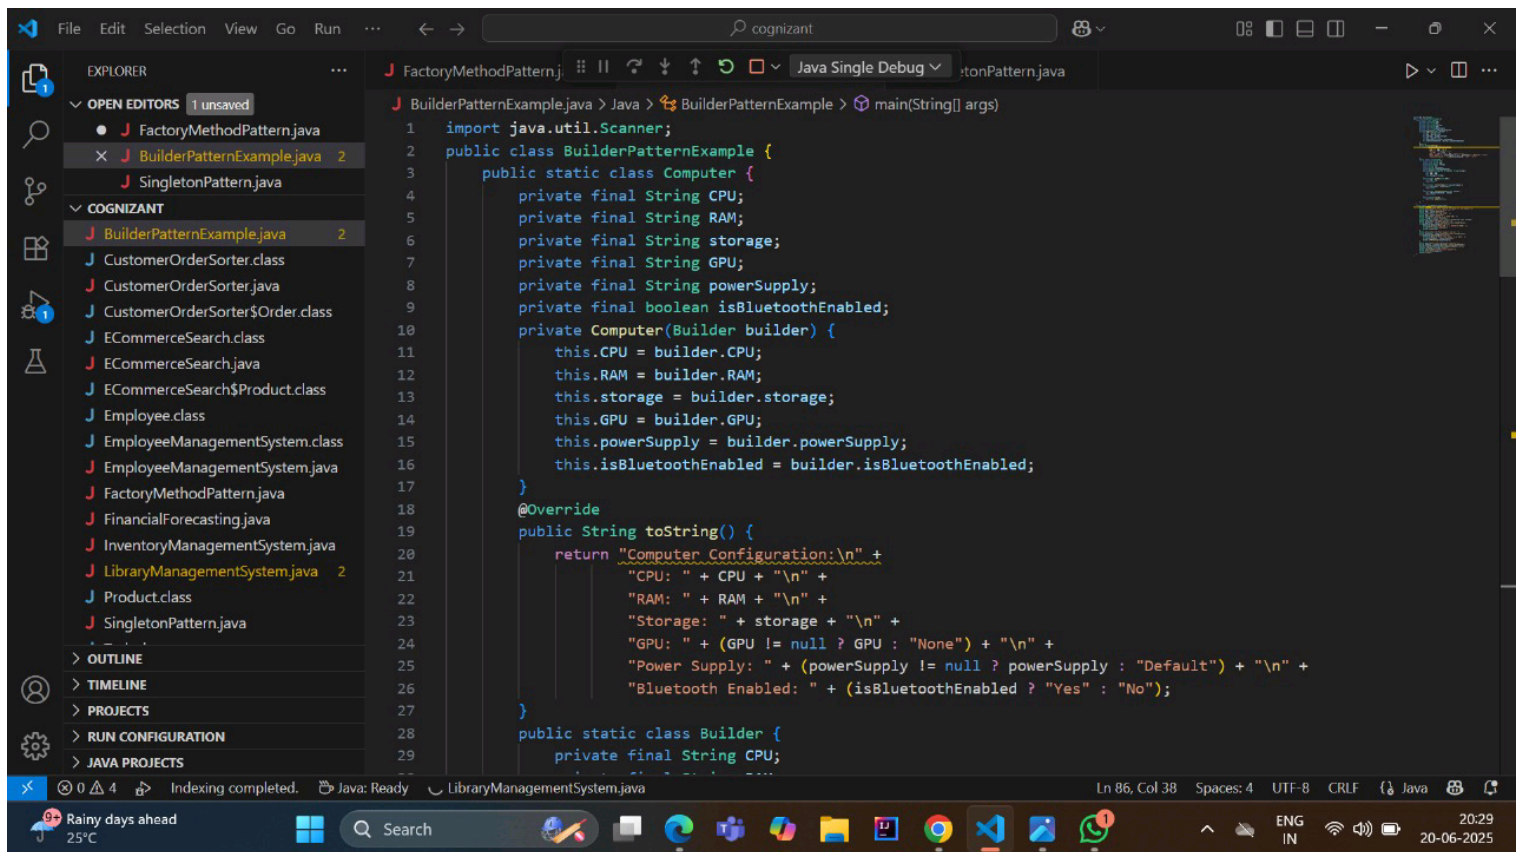 File Edit Selection View Go Run ··· cognizant
EXPLORER ···
FactoryMethodPattern.j Java Single Debug tonPattern.java
OPEN EDITORS 1 unsaved
BuilderPatternExample.java > Java > BuilderPatternExample > main(String[] args)
FactoryMethodPattern.java
BuilderPatternExample.java 2
SingletonPattern.java
COGNIZANT
BuilderPatternExample.java 2
CustomerOrderSorter.class
CustomerOrderSorter.java
CustomerOrderSorter$Order.class
ECommerceSearch.class
ECommerceSearch.java
ECommerceSearch$Product.class
Employee.class
EmployeeManagementSystem.class
EmployeeManagementSystem.java
FactoryMethodPattern.java
FinancialForecasting.java
InventoryManagementSystem.java
LibraryManagementSystem.java 2
Product.class
SingletonPattern.java
OUTLINE
TIMELINE
PROJECTS
RUN CONFIGURATION
JAVA PROJECTS
1 import java.util.Scanner;
2 public class BuilderPatternExample {
3 public static class Computer {
4 private final String CPU;
5 private final String RAM;
6 private final String storage;
7 private final String GPU;
8 private final String powerSupply;
9 private final boolean isBluetoothEnabled;
10 private Computer(Builder builder) {
11 this.CPU = builder.CPU;
12 this.RAM = builder.RAM;
13 this.storage = builder.storage;
14 this.GPU = builder.GPU;
15 this.powerSupply = builder.powerSupply;
16 this.isBluetoothEnabled = builder.isBluetoothEnabled;
17 }
18 @Override
19 public String toString() {
20 return "Computer Configuration:\n" +
21 "CPU: " + CPU + "\n" +
22 "RAM: " + RAM + "\n" +
23 "Storage: " + storage + "\n" +
24 "GPU: " + (GPU != null ? GPU : "None") + "\n" +
25 "Power Supply: " + (powerSupply != null ? powerSupply : "Default") + "\n" +
26 "Bluetooth Enabled: " + (isBluetoothEnabled ? "Yes" : "No");
27 }
28 public static class Builder {
29 private final String CPU;
0 4 Indexing completed. Java: Ready LibraryManagementSystem.java Ln 86, Col 38 Spaces: 4 UTF-8 CRLF Java
9+ Rainy days ahead
25°C
Search
1
ENG
IN
20:29
20-06-2025